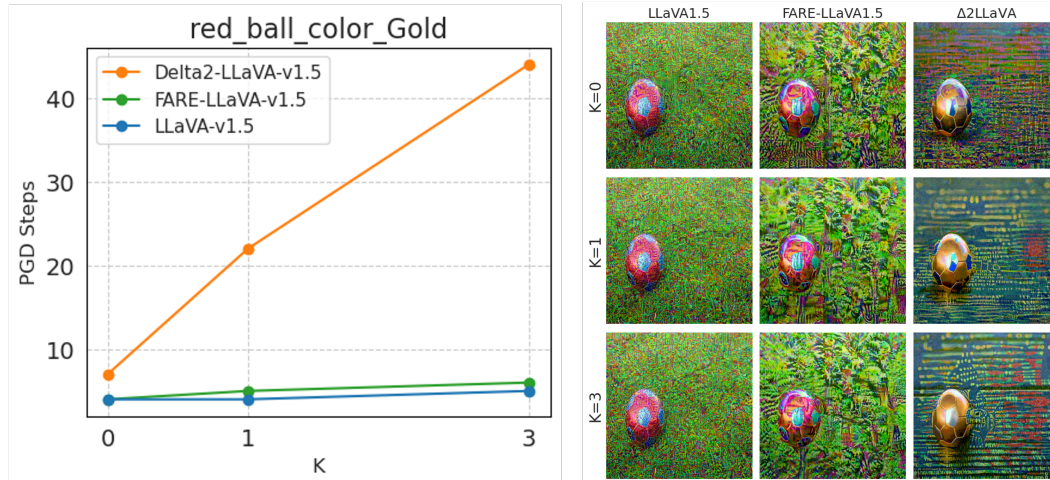 red_ball_color_Gold
Delta2-LLaVA-v1.5
FARE-LLaVA-v1.5
LLaVA-v1.5
PGD Steps
40
30
20
10
0
1
3
K
LLaVA1.5
FARE-LLaVA1.5
Δ2LLaVA
K=0
K=1
K=3